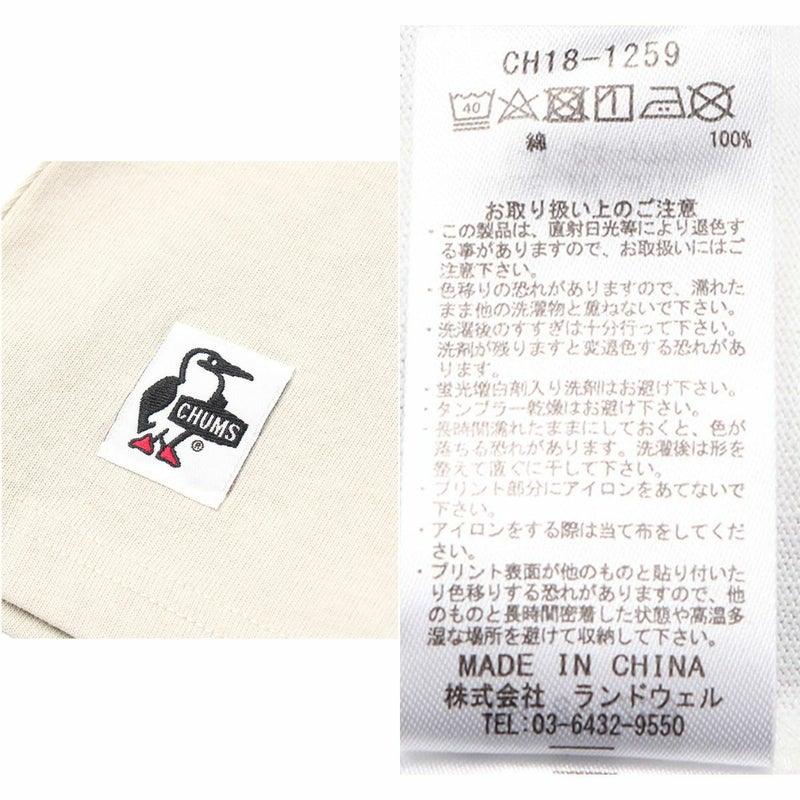 CHUMS
®
CH18-1259
40
綿 100%
お取り扱い上のご注意
・この製品は、直射日光等により退色す
る事がありますので、お取扱いにはご
注意下さい。
・色移りの恐れがありますので、濡れた
まま他の洗濯物と重ねないで下さい。
・洗濯後のすすぎは十分行って下さい。
洗剤が残りますと変退色する恐れがあ
ります。
・蛍光増白剤入り洗剤はお避け下さい。
・タンブラー乾燥はお避け下さい。
・長時間濡れたままにしておくと、色が
落ちる恐れがあります。洗濯後は形を
整えて直ぐに干して下さい。
・プリント部分にアイロンをあてないで
下さい。
・アイロンをする際は当て布をしてくだ
さい。
・プリント表面が他のものと貼り付いた
り色移りする恐れがありますので、他
のものと長時間密着した状態や高温多
湿な場所を避けて収納して下さい。
MADE IN CHINA
株式会社 ランドウェル
TEL:03-6432-9550